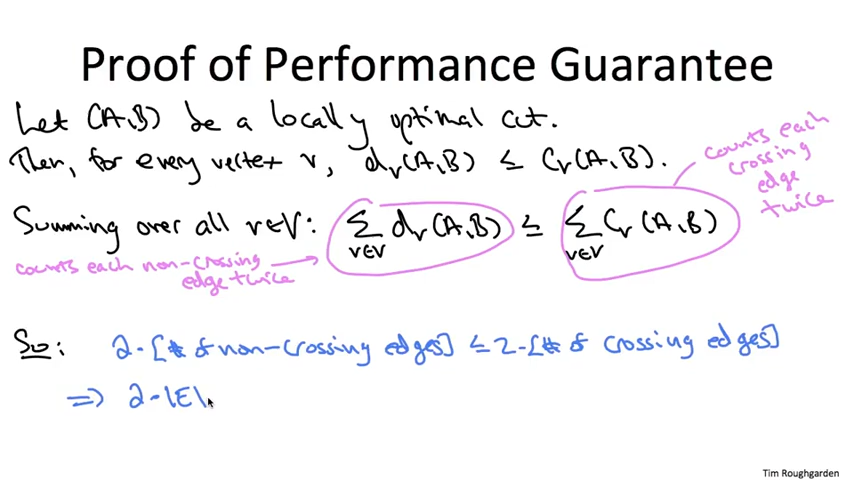 Proof of Performance Guarantee
Let (A,B) be a locally optimal cut.
Then, for every vertex v, dv(A,B) ≤ Cv(A,B).
counts each
crossing
edge
twice
Summing over all v∈V: ∑v∈V dv(A,B) ≤ ∑v∈V Cv(A,B)
counts each non-crossing
edge twice
So: 2·[# of non-crossing edges] ≤ 2·[# of crossing edges]
⇒ 2·|E|
Tim Roughgarden